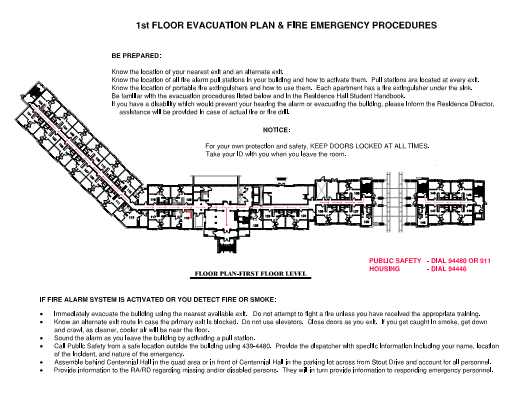 1st FLOOR EVACUATION PLAN & FIRE EMERGENCY PROCEDURES
BE PREPARED:
Know the location of your nearest exit and an alternate exit.
Know the location of all fire alarm pull stations in your building and how to activate them. Pull stations are located at every exit.
Know the location of portable fire extinguishers and how to use them. Each apartment has a fire extinguisher under the sink.
Be familiar with the evacuation procedures listed below and in the Residence Hall Student Handbook.
If you have a disability which would prevent your hearing the alarm or evacuating the building, please inform the Residence Director,
assistance will be provided in case of actual fire or fire drill.
NOTICE:
For your own protection and safety, KEEP DOORS LOCKED AT ALL TIMES.
Take your ID with you when you leave the room.
PUBLIC SAFETY - DIAL 94480 OR 911
HOUSING - DIAL 94446
FLOOR PLAN-FIRST FLOOR LEVEL
IF FIRE ALARM SYSTEM IS ACTIVATED OR YOU DETECT FIRE OR SMOKE:
• Immediately evacuate the building using the nearest available exit. Do not attempt to fight a fire unless you have received the appropriate training.
• Know an alternate exit route in case the primary exit is blocked. Do not use elevators. Close doors as you exit. If you get caught in smoke, get down
and crawl, as cleaner, cooler air will be near the floor.
• Sound the alarm as you leave the building by activating a pull station.
• Call Public Safety from a safe location outside the building using 439-4480. Provide the dispatcher with specific information including your name, location
of the incident, and nature of the emergency.
• Assemble behind Centennial Hall in the quad area or in front of Centennial Hall in the parking lot across from Stout Drive and account for all personnel.
• Provide information to the RA/RD regarding missing and/or disabled persons. They will in turn provide information to responding emergency personnel.